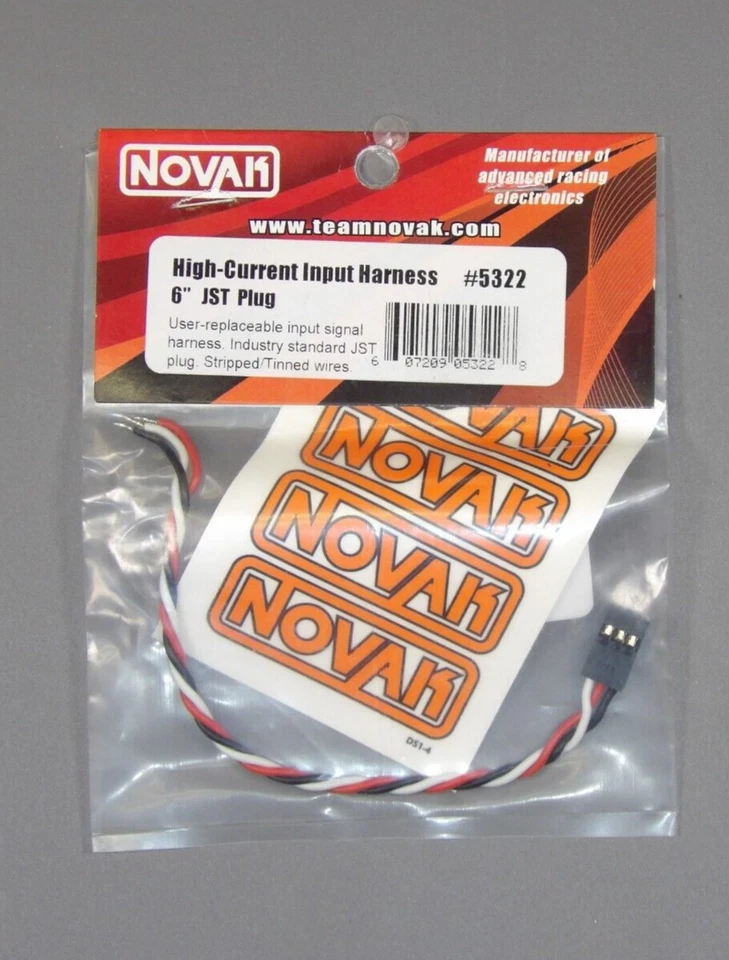 NOVAK
Manufacturer of
advanced racing
electronics
www.teamnovak.com
High-Current Input Harness #5322
6" JST Plug
User-replaceable input signal
harness. Industry standard JST
plug. Stripped/Tinned wires.
6 07209 05322 8
NOVAK
NOVAK
NOVAK
NOVAK
DS1-4